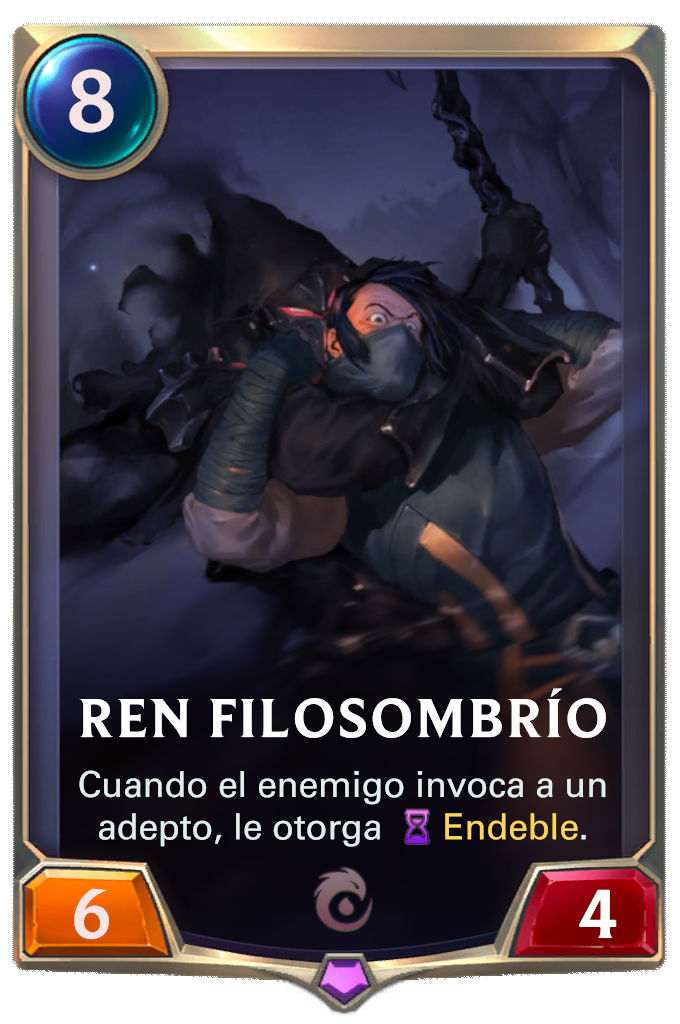 8
REN FILOSOMBRÍO
Cuando el enemigo invoca a un
adepto, le otorga Endeble.
6
4